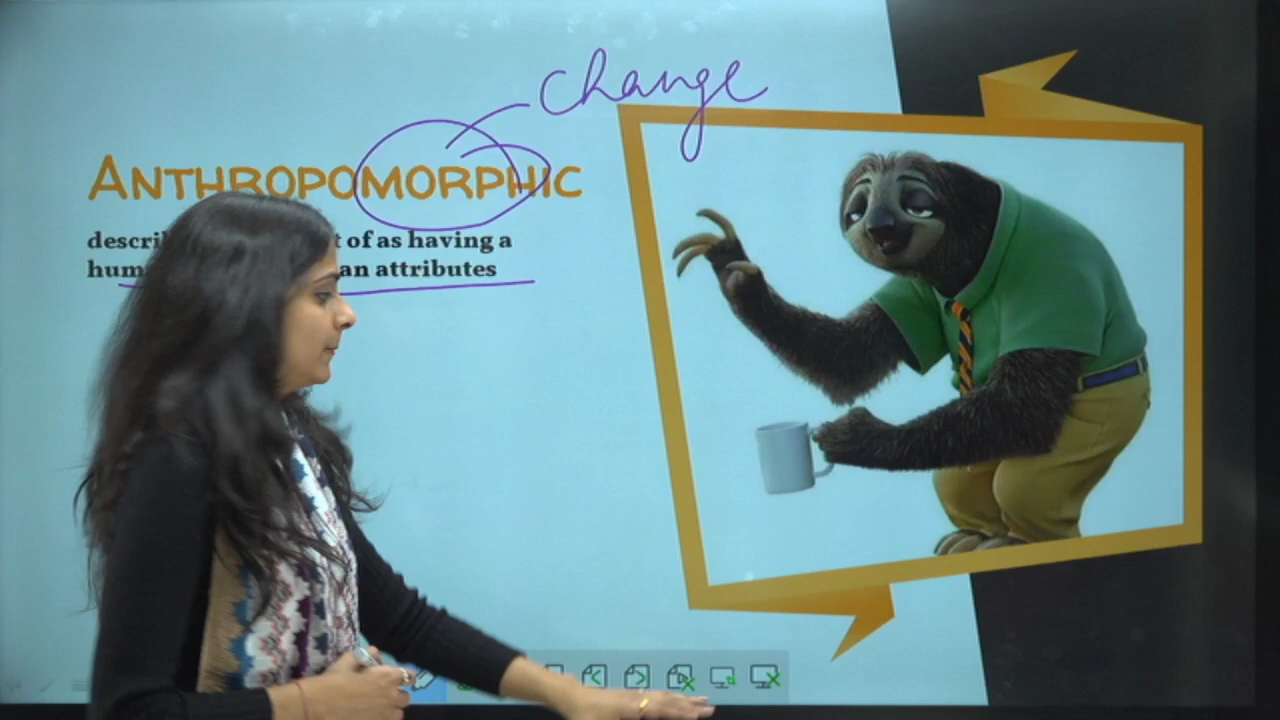 change
ANTHROPOMORPHIC
descri t of as having a
hum an attributes